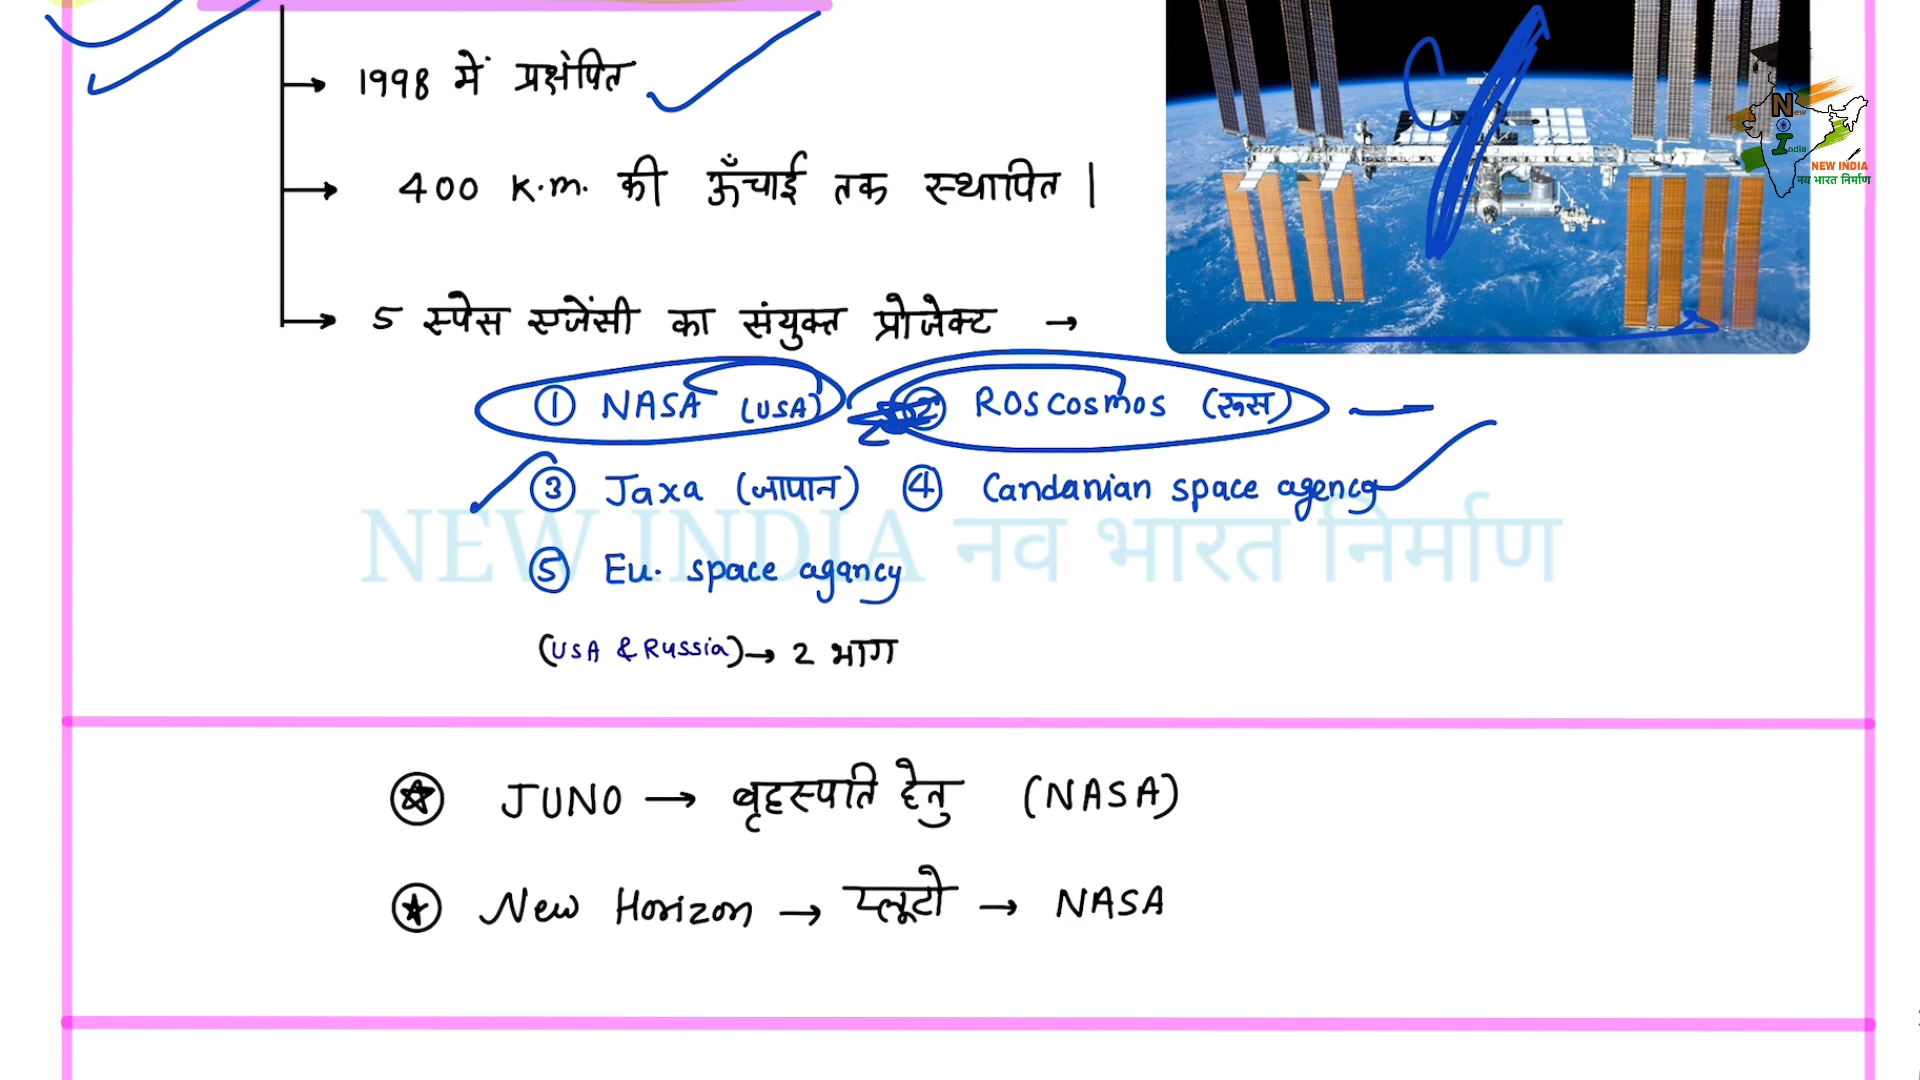 1998 में प्रक्षेपित
400 K.m. की ऊँचाई तक स्थापित |
5 स्पेस एजेंसी का संयुक्त प्रोजेक्ट →
① NASA (USA) ② ROSCOSMOS (रूस)
③ Jaxa (जापान) ④ Candanian space agency
⑤ Eu. space agancy
(USA & Russia) → 2 भाग
JUNO → बृहस्पति हेतु (NASA)
New Horizon → प्लूटो → NASA
NEW INDIA नव भारत निर्माण
New
India
NEW INDIA
नव भारत निर्माण